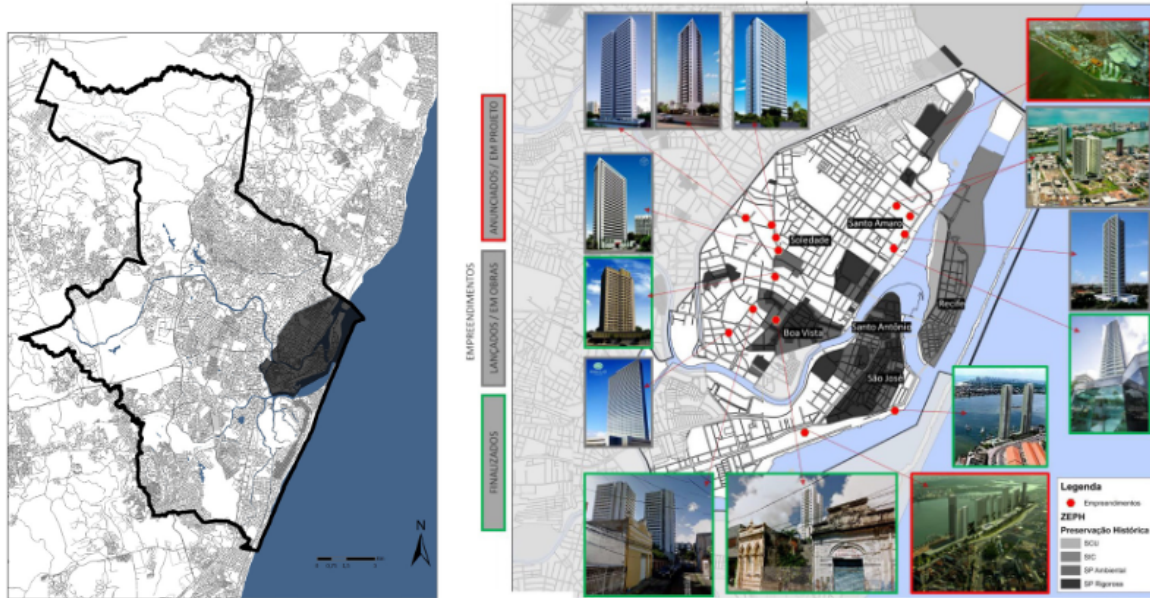 N
EMPREENDIMENTOS
ANUNCIADOS / EM PROJETO
LANÇADOS / EM OBRAS
FINALIZADOS
Santo Amaro
Soledade
Recife
Boa Vista
Santo Antônio
São José
Legenda
Empreendimentos
ZEPH
Preservação Histórica
SCU
SIC
SP Ambiental
SP Rigorosa